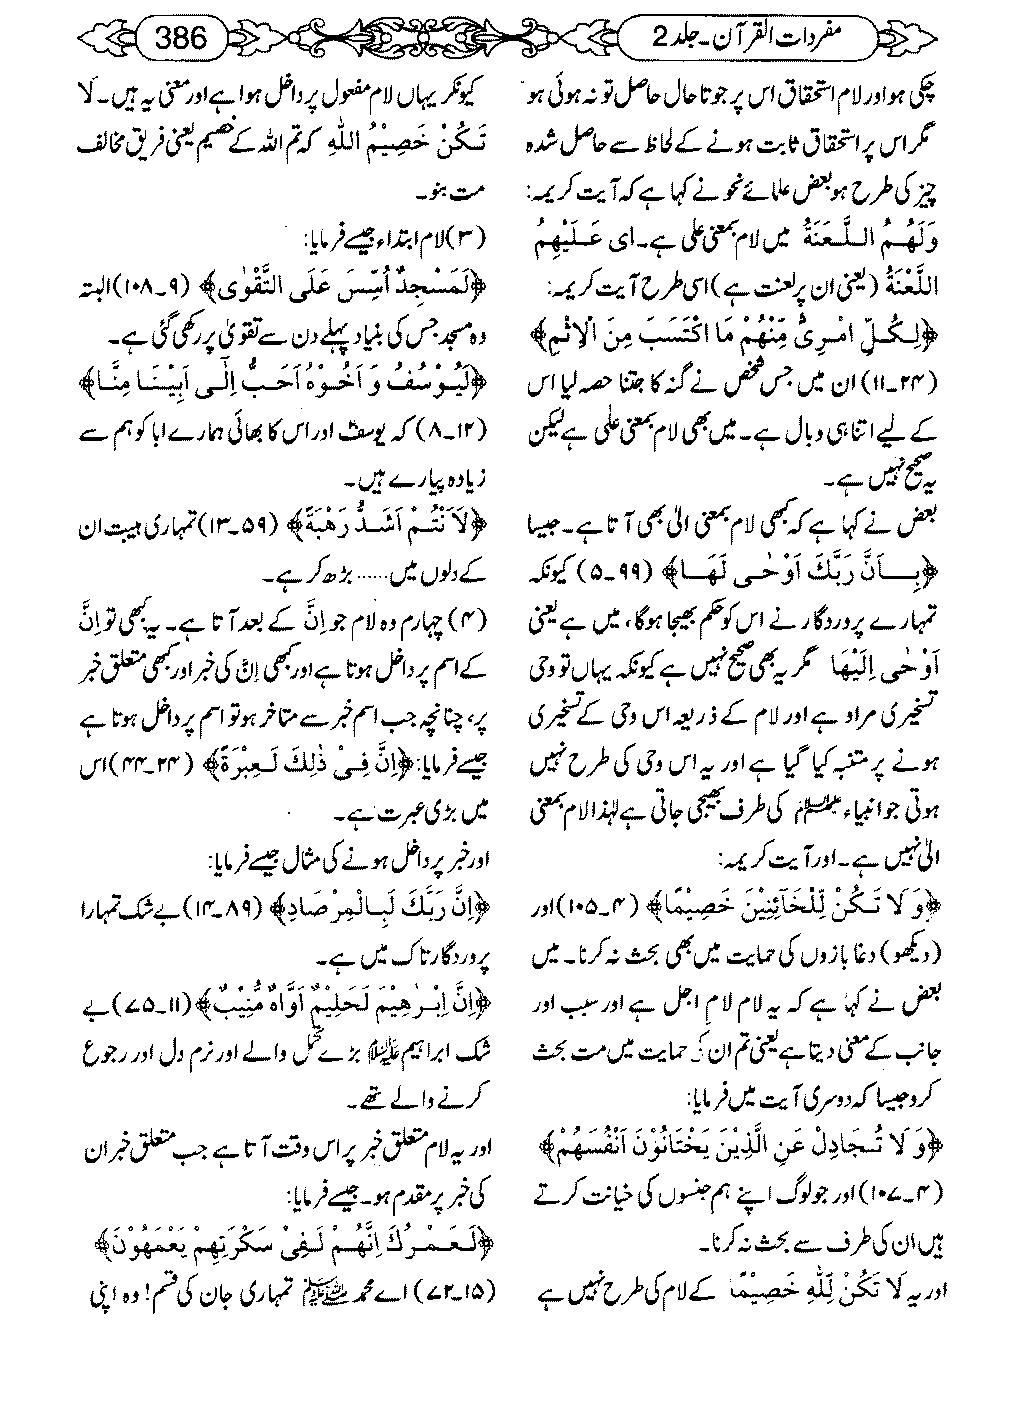 مفردات القرآن۔جلد 2
386
چکی ہو اور لام استحقاق اس پر جو تا حال حاصل تو نہ ہوئی ہو
مگر اس پر استحقاق ثابت ہونے کے لحاظ سے حاصل شدہ
چیز کی طرح ہو بعض علمائے نحو نے کہا ہے کہ آیت کریمہ:
وَلَهُمُ اللَّعْنَةُ میں لام بمعنی علی ہے۔ ای عَلَيْهِمُ
اللَّعْنَةُ (یعنی ان پر لعنت ہے) اسی طرح آیت کریمہ:
﴿لِكُلِّ امْرِئٍ مِّنْهُمْ مَا اكْتَسَبَ مِنَ الْاِثْمِ﴾
(۲۴۔۱۱) ان میں جس شخص نے گنہ کا جتنا حصہ لیا اس
کے لیے اتنا ہی وبال ہے۔ میں بھی لام بمعنی علی ہے لیکن
یہ صحیح نہیں ہے۔
بعض نے کہا ہے کہ کبھی لام بمعنی الیٰ بھی آتا ہے۔ جیسا
﴿بِاَنَّ رَبَّكَ اَوْحٰى لَهَا﴾ (۹۹۔۵) کیونکہ
تمہارے پروردگار نے اس کو حکم بھیجا ہوگا، میں ہے یعنی
اَوْحٰى اِلَيْهَا مگر یہ بھی صحیح نہیں ہے کیونکہ یہاں تو وحی
تسخیری مراد ہے اور لام کے ذریعہ اس وحی کے تسخیری
ہونے پر متنبہ کیا گیا ہے اور یہ اس وحی کی طرح نہیں
ہوتی جو انبیاء علیہم السلام کی طرف بھیجی جاتی ہے لہٰذا لام بمعنی
الیٰ نہیں ہے۔ اور آیت کریمہ:
﴿وَلَا تَكُنْ لِّلْخَآئِنِيْنَ خَصِيْمًا﴾ (۴۔۱۰۵) اور
(دیکھو) دغا بازوں کی حمایت میں بھی بحث نہ کرنا۔ میں
بعض نے کہا ہے کہ یہ لام لامِ اجل ہے اور سبب اور
جانب کے معنی دیتا ہے یعنی تم ان کی حمایت میں مت بحث
کرو جیسا کہ دوسری آیت میں فرمایا:
﴿وَلَا تُجَادِلْ عَنِ الَّذِيْنَ يَخْتَانُوْنَ اَنْفُسَهُمْ﴾
(۴۔۱۰۷) اور جو لوگ اپنے ہم جنسوں کی خیانت کرتے
ہیں ان کی طرف سے بحث نہ کرنا۔
اور یہ لَا تَكُنْ لِلّٰهِ خَصِيْمًا کے لام کی طرح نہیں ہے
کیونکر یہاں لام مفعول پر داخل ہوا ہے اور معنی یہ ہیں۔ لَا
تَكُنْ خَصِيْمُ اللّٰهِ کہ تم اللہ کے خصیم یعنی فریق مخالف
مت بنو۔
(۳) لام ابتداء جیسے فرمایا:
﴿لَمَسْجِدٌ اُسِّسَ عَلَى التَّقْوٰى﴾ (۹۔۱۰۸) البتہ
وہ مسجد جس کی بنیاد پہلے دن سے تقویٰ پر رکھی گئی ہے۔
﴿لَيُوْسُفُ وَاَخُوْهُ اَحَبُّ اِلٰى اَبِيْنَا مِنَّا﴾
(۱۲۔۸) کہ یوسف اور اس کا بھائی ہمارے ابا کو ہم سے
زیادہ پیارے ہیں۔
﴿لَاَنْتُمْ اَشَدُّ رَهْبَةً﴾ (۵۹۔۱۳) تمہاری ہیبت ان
کے دلوں میں...... بڑھ کر ہے۔
(۴) چہارم وہ لام جو اِنَّ کے بعد آتا ہے۔ یہ کبھی تو اِنَّ
کے اسم پر داخل ہوتا ہے اور کبھی اِنَّ کی خبر اور کبھی متعلق خبر
پر، چنانچہ جب اسم خبر سے متاخر ہو تو اسم پر داخل ہوتا ہے
جیسے فرمایا: ﴿اِنَّ فِيْ ذٰلِكَ لَعِبْرَةً﴾ (۲۴۔۴۴) اس
میں بڑی عبرت ہے۔
اور خبر پر داخل ہونے کی مثال جیسے فرمایا:
﴿اِنَّ رَبَّكَ لَبِالْمِرْصَادِ﴾ (۸۹۔۱۴) بے شک تمہارا
پروردگار تاک میں ہے۔
﴿اِنَّ اِبْرٰهِيْمَ لَحَلِيْمٌ اَوَّاهٌ مُّنِيْبٌ﴾ (۱۱۔۷۵) بے
شک ابراہیم علیہ السلام بڑے تحمل والے اور نرم دل اور رجوع
کرنے والے تھے۔
اور یہ لام متعلق خبر پر اس وقت آتا ہے جب متعلق خبر ان
کی خبر پر مقدم ہو۔ جیسے فرمایا:
﴿لَعَمْرُكَ اِنَّهُمْ لَفِيْ سَكْرَتِهِمْ يَعْمَهُوْنَ﴾
(۱۵۔۷۲) اے محمد صلی اللہ علیہ وسلم تمہاری جان کی قسم! وہ اپنی